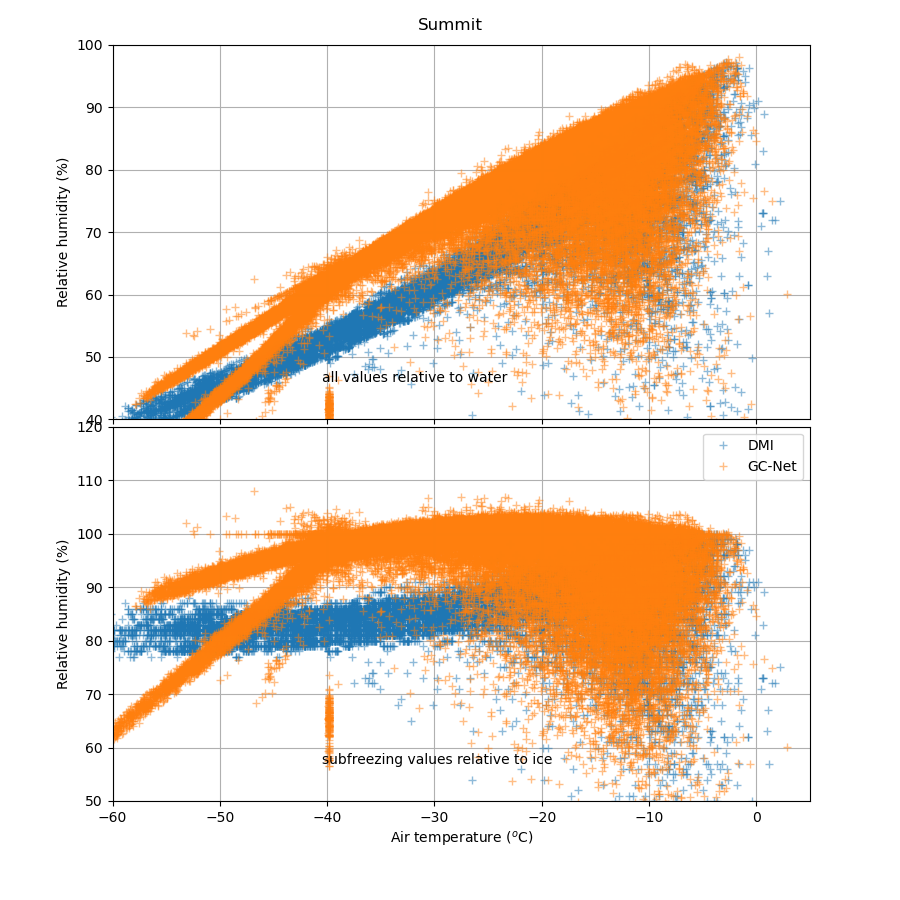 Summit
100
90
80
70
60
50
40
Relative humidity (%)
all values relative to water
120
110
100
90
80
70
60
50
Relative humidity (%)
DMI
GC-Net
subfreezing values relative to ice
−60 −50 −40 −30 −20 −10 0
Air temperature (°C)